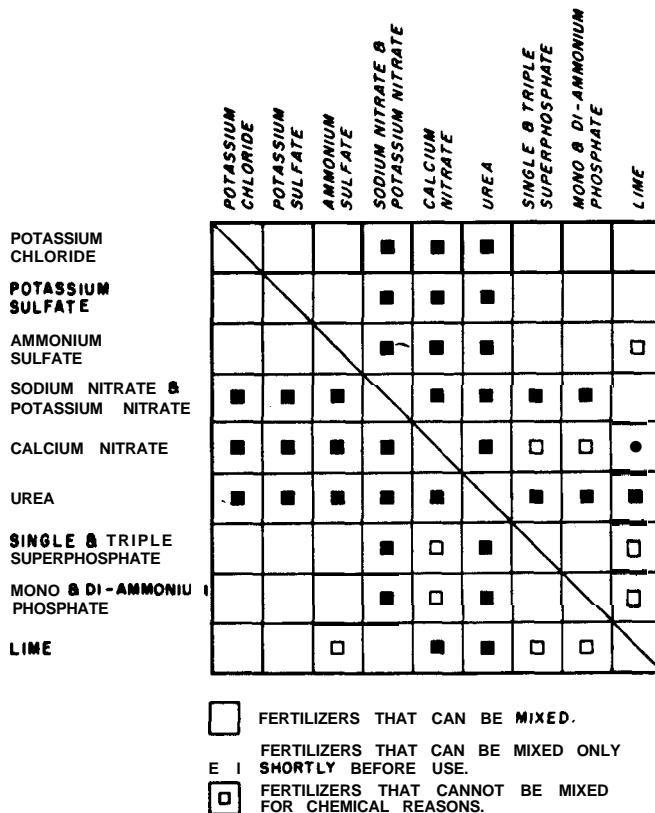 POTASSIUM CHLORIDE
POTASSIUM SULFATE
AMMONIUM SULFATE
SODIUM NITRATE & POTASSIUM NITRATE
CALCIUM NITRATE
UREA
SINGLE & TRIPLE SUPERPHOSPHATE
MONO & DI-AMMONIUM PHOSPHATE
LIME
POTASSIUM
CHLORIDE
POTASSIUM
SULFATE
AMMONIUM
SULFATE
SODIUM NITRATE &
POTASSIUM NITRATE
CALCIUM NITRATE
UREA
SINGLE & TRIPLE
SUPERPHOSPHATE
MONO & DI-AMMONIU I
PHOSPHATE
LIME
FERTILIZERS THAT CAN BE MIXED.
FERTILIZERS THAT CAN BE MIXED ONLY
E I SHORTLY BEFORE USE.
FERTILIZERS THAT CANNOT BE MIXED
FOR CHEMICAL REASONS.